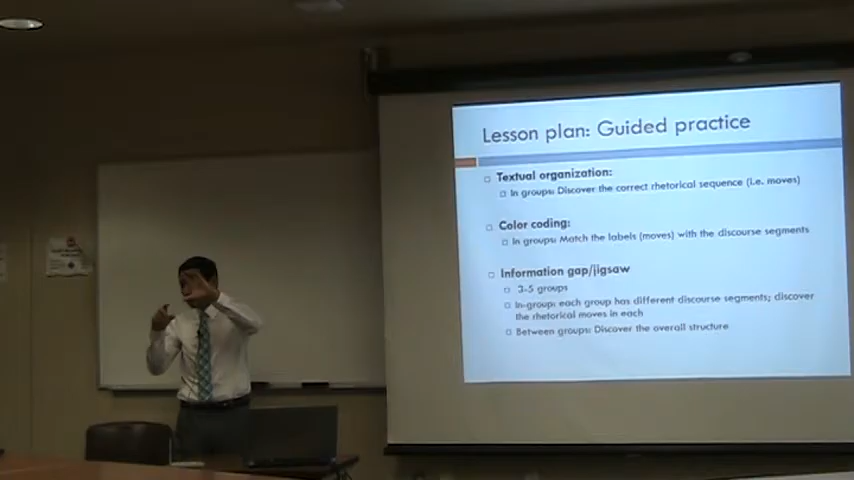 Lesson plan: Guided practice
Textual organization:
In groups: Discover the correct rhetorical sequence (i.e. moves)
Color coding:
In groups: Match the labels (moves) with the discourse segments
Information gap/jigsaw
3-5 groups
In-group: each group has different discourse segments; discover
the rhetorical moves in each
Between groups: Discover the overall structure